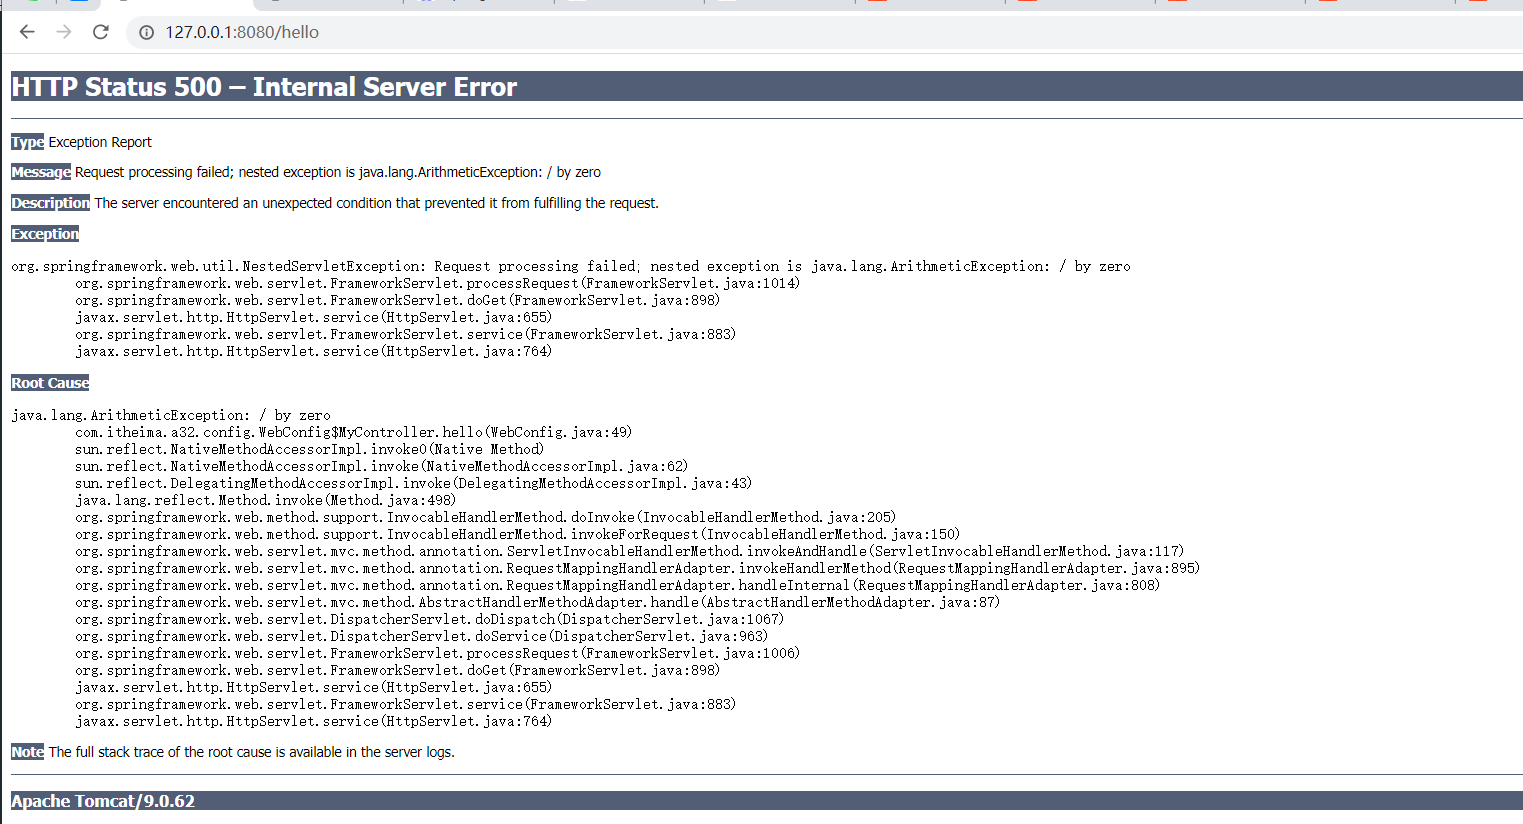 127.0.0.1:8080/hello
HTTP Status 500 – Internal Server Error
Type Exception Report
Message Request processing failed; nested exception is java.lang.ArithmeticException: / by zero
Description The server encountered an unexpected condition that prevented it from fulfilling the request.
Exception
org.springframework.web.util.NestedServletException: Request processing failed; nested exception is java.lang.ArithmeticException: / by zero
org.springframework.web.servlet.FrameworkServlet.processRequest(FrameworkServlet.java:1014)
org.springframework.web.servlet.FrameworkServlet.doGet(FrameworkServlet.java:898)
javax.servlet.http.HttpServlet.service(HttpServlet.java:655)
org.springframework.web.servlet.FrameworkServlet.service(FrameworkServlet.java:883)
javax.servlet.http.HttpServlet.service(HttpServlet.java:764)
Root Cause
java.lang.ArithmeticException: / by zero
com.itheima.a32.config.WebConfig$MyController.hello(WebConfig.java:49)
sun.reflect.NativeMethodAccessorImpl.invoke0(Native Method)
sun.reflect.NativeMethodAccessorImpl.invoke(NativeMethodAccessorImpl.java:62)
sun.reflect.DelegatingMethodAccessorImpl.invoke(DelegatingMethodAccessorImpl.java:43)
java.lang.reflect.Method.invoke(Method.java:498)
org.springframework.web.method.support.InvocableHandlerMethod.doInvoke(InvocableHandlerMethod.java:205)
org.springframework.web.method.support.InvocableHandlerMethod.invokeForRequest(InvocableHandlerMethod.java:150)
org.springframework.web.servlet.mvc.method.annotation.ServletInvocableHandlerMethod.invokeAndHandle(ServletInvocableHandlerMethod.java:117)
org.springframework.web.servlet.mvc.method.annotation.RequestMappingHandlerAdapter.invokeHandlerMethod(RequestMappingHandlerAdapter.java:895)
org.springframework.web.servlet.mvc.method.annotation.RequestMappingHandlerAdapter.handleInternal(RequestMappingHandlerAdapter.java:808)
org.springframework.web.servlet.mvc.method.AbstractHandlerMethodAdapter.handle(AbstractHandlerMethodAdapter.java:87)
org.springframework.web.servlet.DispatcherServlet.doDispatch(DispatcherServlet.java:1067)
org.springframework.web.servlet.DispatcherServlet.doService(DispatcherServlet.java:963)
org.springframework.web.servlet.FrameworkServlet.processRequest(FrameworkServlet.java:1006)
org.springframework.web.servlet.FrameworkServlet.doGet(FrameworkServlet.java:898)
javax.servlet.http.HttpServlet.service(HttpServlet.java:655)
org.springframework.web.servlet.FrameworkServlet.service(FrameworkServlet.java:883)
javax.servlet.http.HttpServlet.service(HttpServlet.java:764)
Note The full stack trace of the root cause is available in the server logs.
Apache Tomcat/9.0.62